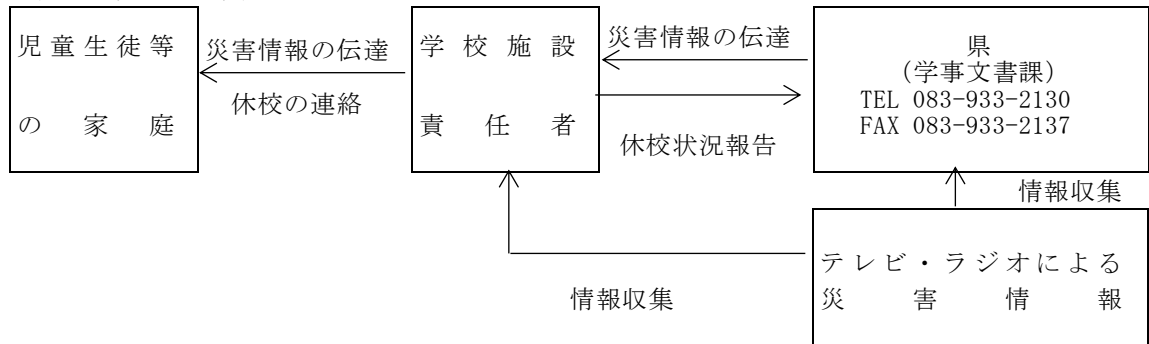 児童生徒等
の家庭
災害情報の伝達
休校の連絡
学校施設
責任者
災害情報の伝達
休校状況報告
県
(学事文書課)
TEL 083-933-2130
FAX 083-933-2137
情報収集
情報収集
テレビ・ラジオによる
災害情報